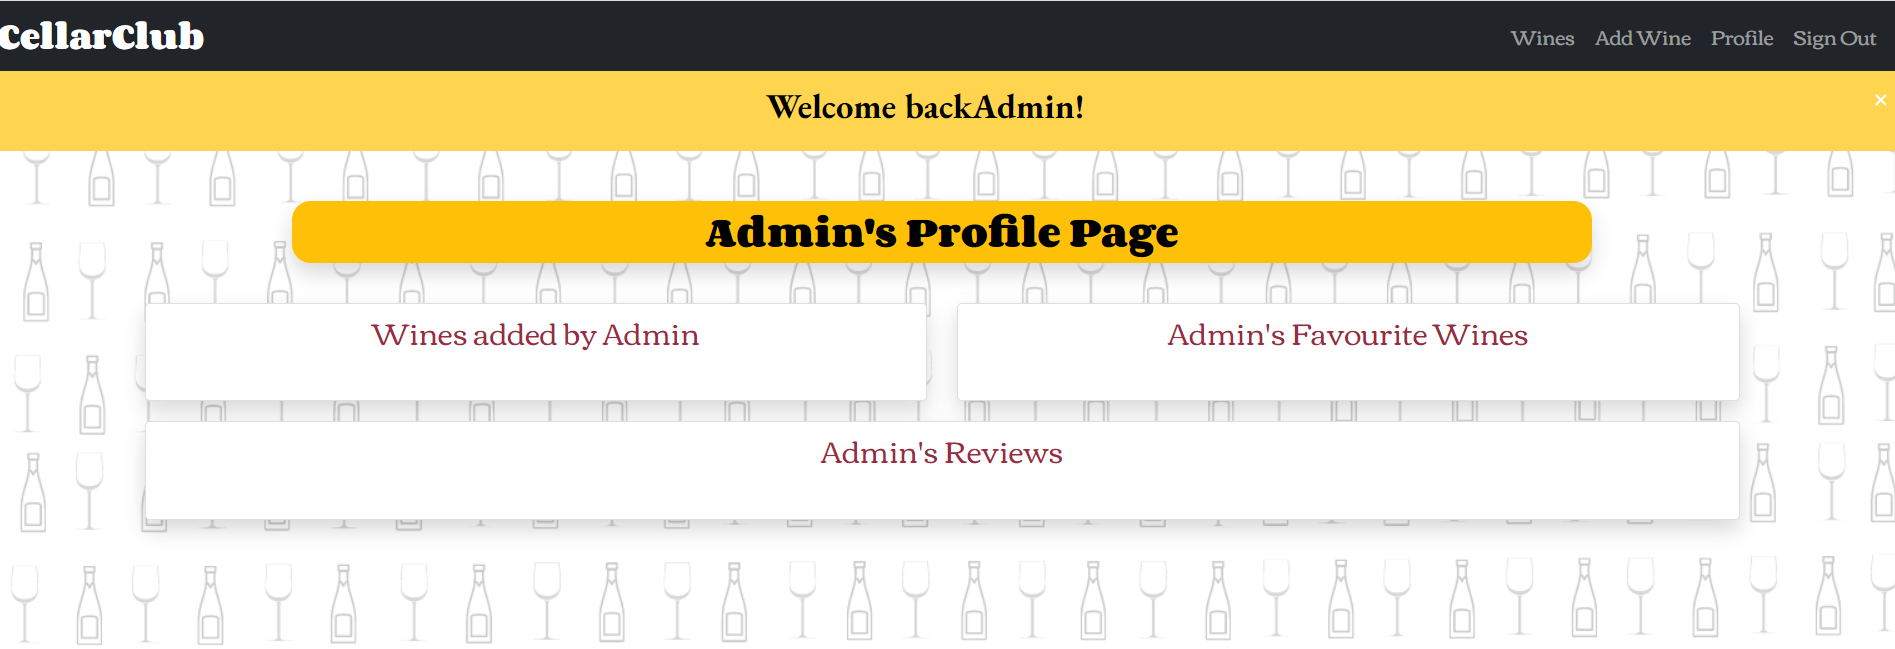 CellarClub
Wines Add Wine Profile Sign Out
Welcome backAdmin!
×
Admin's Profile Page
Wines added by Admin
Admin's Favourite Wines
Admin's Reviews